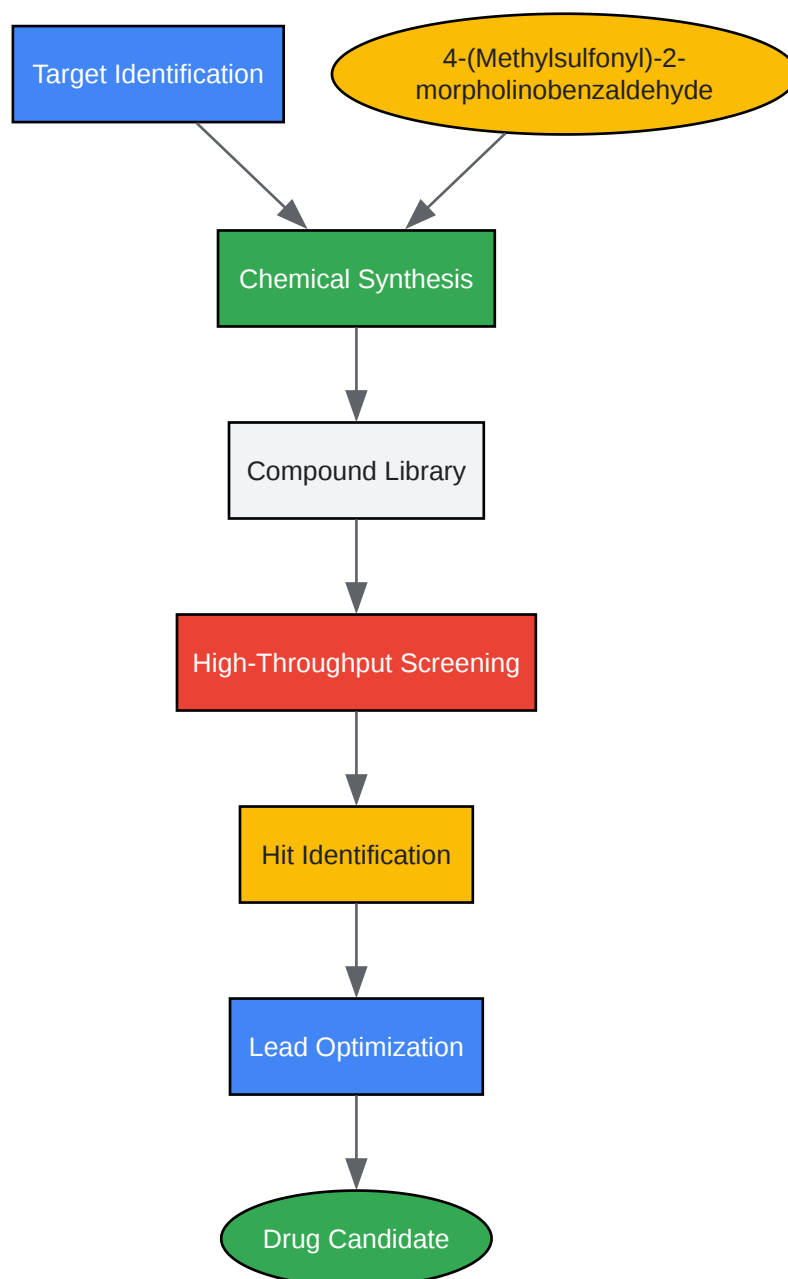 Target Identification
4-(Methylsulfonyl)-2-
morpholinobenzaldehyde
Chemical Synthesis
Compound Library
High-Throughput Screening
Hit Identification
Lead Optimization
Drug Candidate